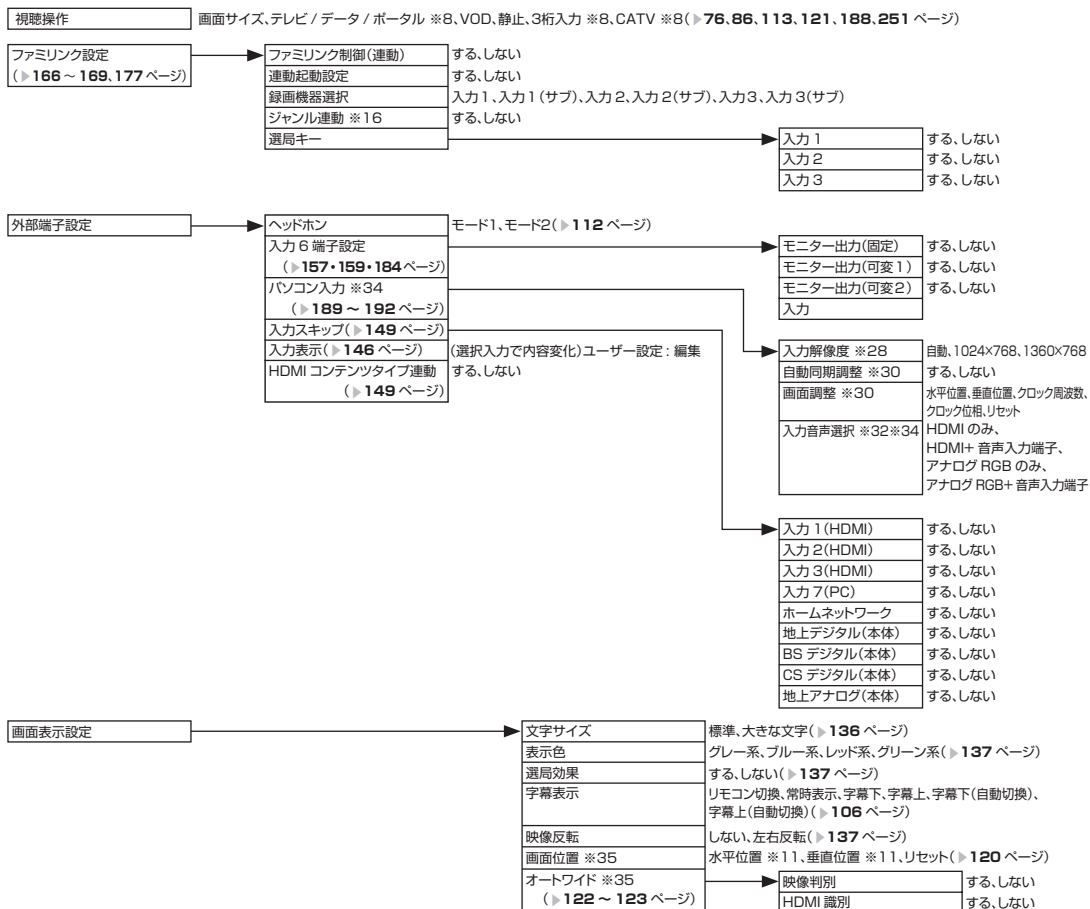 視聴操作 画面サイズ、テレビ / データ / ポータル ※8、VOD、静止、3桁入力 ※8、CATV ※8(▶76、86、113、121、188、251 ページ)
ファミリンク設定
(▶166～169、177 ページ)
ファミリンク制御(連動) する、しない
連動起動設定 する、しない
録画機器選択 入力1、入力1(サブ)、入力2、入力2(サブ)、入力3、入力3(サブ)
ジャンル連動 ※16 する、しない
選局キー
入力 1 する、しない
入力 2 する、しない
入力 3 する、しない
外部端子設定
ヘッドホン モード1、モード2(▶112 ページ)
入力 6 端子設定
(▶157・159・184ページ)
パソコン入力 ※34
(▶189 ～ 192 ページ)
入力スキップ(▶149 ページ)
入力表示(▶146 ページ) (選択入力で内容変化)ユーザー設定 : 編集
HDMI コンテンツタイプ連動 する、しない
(▶149 ページ)
モニター出力(固定) する、しない
モニター出力(可変1) する、しない
モニター出力(可変2) する、しない
入力
入力解像度 ※28 自動、1024×768、1360×768
自動同期調整 ※30 する、しない
画面調整 ※30 水平位置、垂直位置、クロック周波数、
クロック位相、リセット
入力音声選択 ※32※34 HDMI のみ、
HDMI+ 音声入力端子、
アナログ RGB のみ、
アナログ RGB+ 音声入力端子
入力 1(HDMI) する、しない
入力 2(HDMI) する、しない
入力 3(HDMI) する、しない
入力 7(PC) する、しない
ホームネットワーク する、しない
地上デジタル(本体) する、しない
BS デジタル(本体) する、しない
CS デジタル(本体) する、しない
地上アナログ(本体) する、しない
画面表示設定
文字サイズ 標準、大きな文字(▶136 ページ)
表示色 グレー系、ブルー系、レッド系、グリーン系(▶137 ページ)
選局効果 する、しない(▶137 ページ)
字幕表示 リモコン切換、常時表示、字幕下、字幕上、字幕下(自動切換)、
字幕上(自動切換)(▶106 ページ)
映像反転 しない、左右反転(▶137 ページ)
画面位置 ※35 水平位置 ※11、垂直位置 ※11、リセット(▶120 ページ)
オートワイド ※35
(▶122 ～ 123 ページ)
映像判別 する、しない
HDMI 識別 する、しない